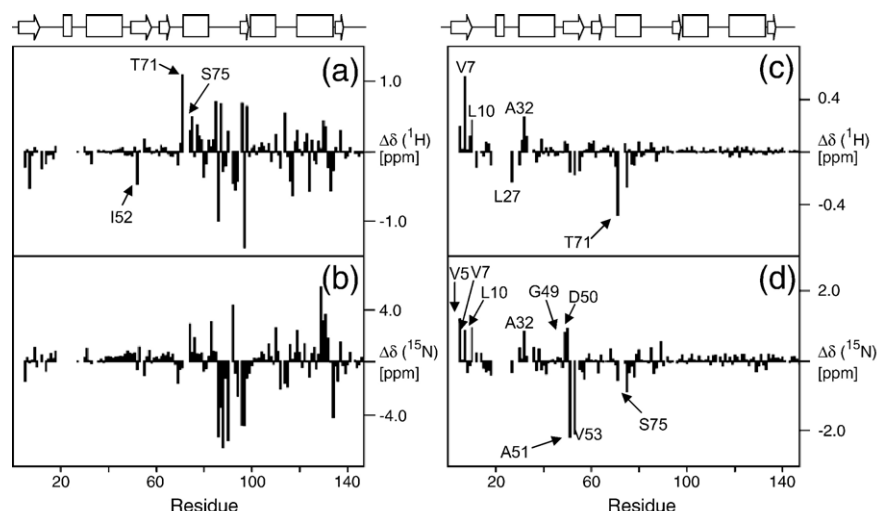 (a)
T71
S75
I52
1.0
Δδ (¹H)
[ppm]
-1.0
(c)
V7
L10
A32
L27
T71
0.4
Δδ (¹H)
[ppm]
-0.4
(b)
4.0
Δδ (¹⁵N)
[ppm]
-4.0
20 60 100 140
Residue
(d)
V5
V7
L10
G49
D50
A32
A51
V53
S75
2.0
Δδ (¹⁵N)
[ppm]
-2.0
20 60 100 140
Residue